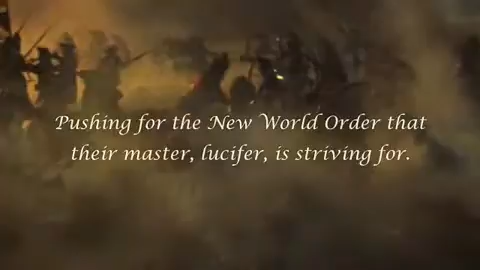 Pushing for the New World Order that
their master, lucifer, is striving for.